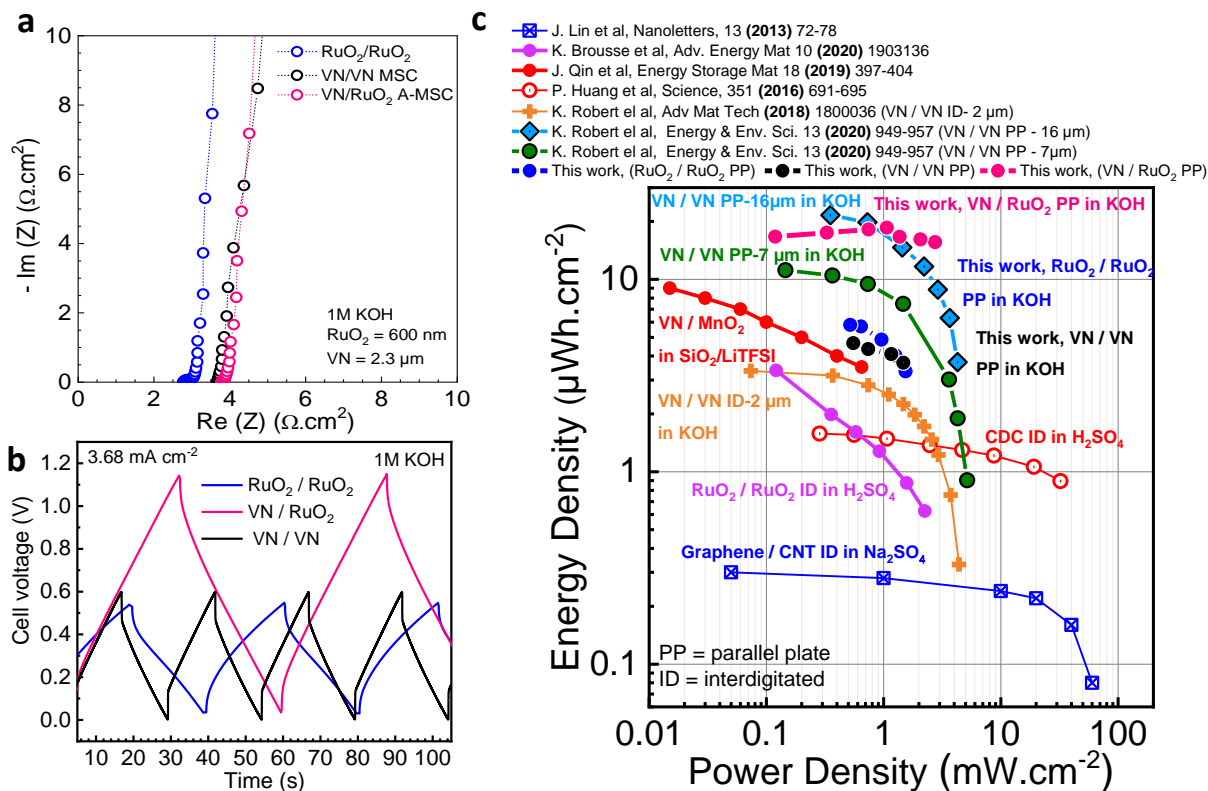 a
10
8
6
4
2
0
- Im (Z) (Ω.cm²)
RuO₂/RuO₂
VN/VN MSC
VN/RuO₂ A-MSC
1M KOH
RuO₂ = 600 nm
VN = 2.3 µm
0 2 4 6 8 10
Re (Z) (Ω.cm²)
b
3.68 mA cm⁻²
1M KOH
RuO₂ / RuO₂
VN / RuO₂
VN / VN
1.2
1.0
0.8
0.6
0.4
0.2
0.0
Cell voltage (V)
10 20 30 40 50 60 70 80 90 100
Time (s)
c
J. Lin et al, Nanoletters, 13 (2013) 72-78
K. Brousse et al, Adv. Energy Mat 10 (2020) 1903136
J. Qin et al, Energy Storage Mat 18 (2019) 397-404
P. Huang et al, Science, 351 (2016) 691-695
K. Robert et al, Adv Mat Tech (2018) 1800036 (VN / VN ID- 2 µm)
K. Robert el al, Energy & Env. Sci. 13 (2020) 949-957 (VN / VN PP - 16 µm)
K. Robert el al, Energy & Env. Sci. 13 (2020) 949-957 (VN / VN PP - 7µm)
This work, (RuO₂ / RuO₂ PP) This work, (VN / VN PP) This work, (VN / RuO₂ PP)
VN / VN PP-16µm in KOH
This work, VN / RuO₂ PP in KOH
VN / VN PP-7 µm in KOH
This work, RuO₂ / RuO₂
PP in KOH
VN / MnO₂
in SiO₂/LiTFSI
This work, VN / VN
PP in KOH
VN / VN ID-2 µm
in KOH
CDC ID in H₂SO₄
RuO₂ / RuO₂ ID in H₂SO₄
Graphene / CNT ID in Na₂SO₄
PP = parallel plate
ID = interdigitated
10
1
0.1
Energy Density (µWh.cm⁻²)
0.01 0.1 1 10 100
Power Density (mW.cm⁻²)